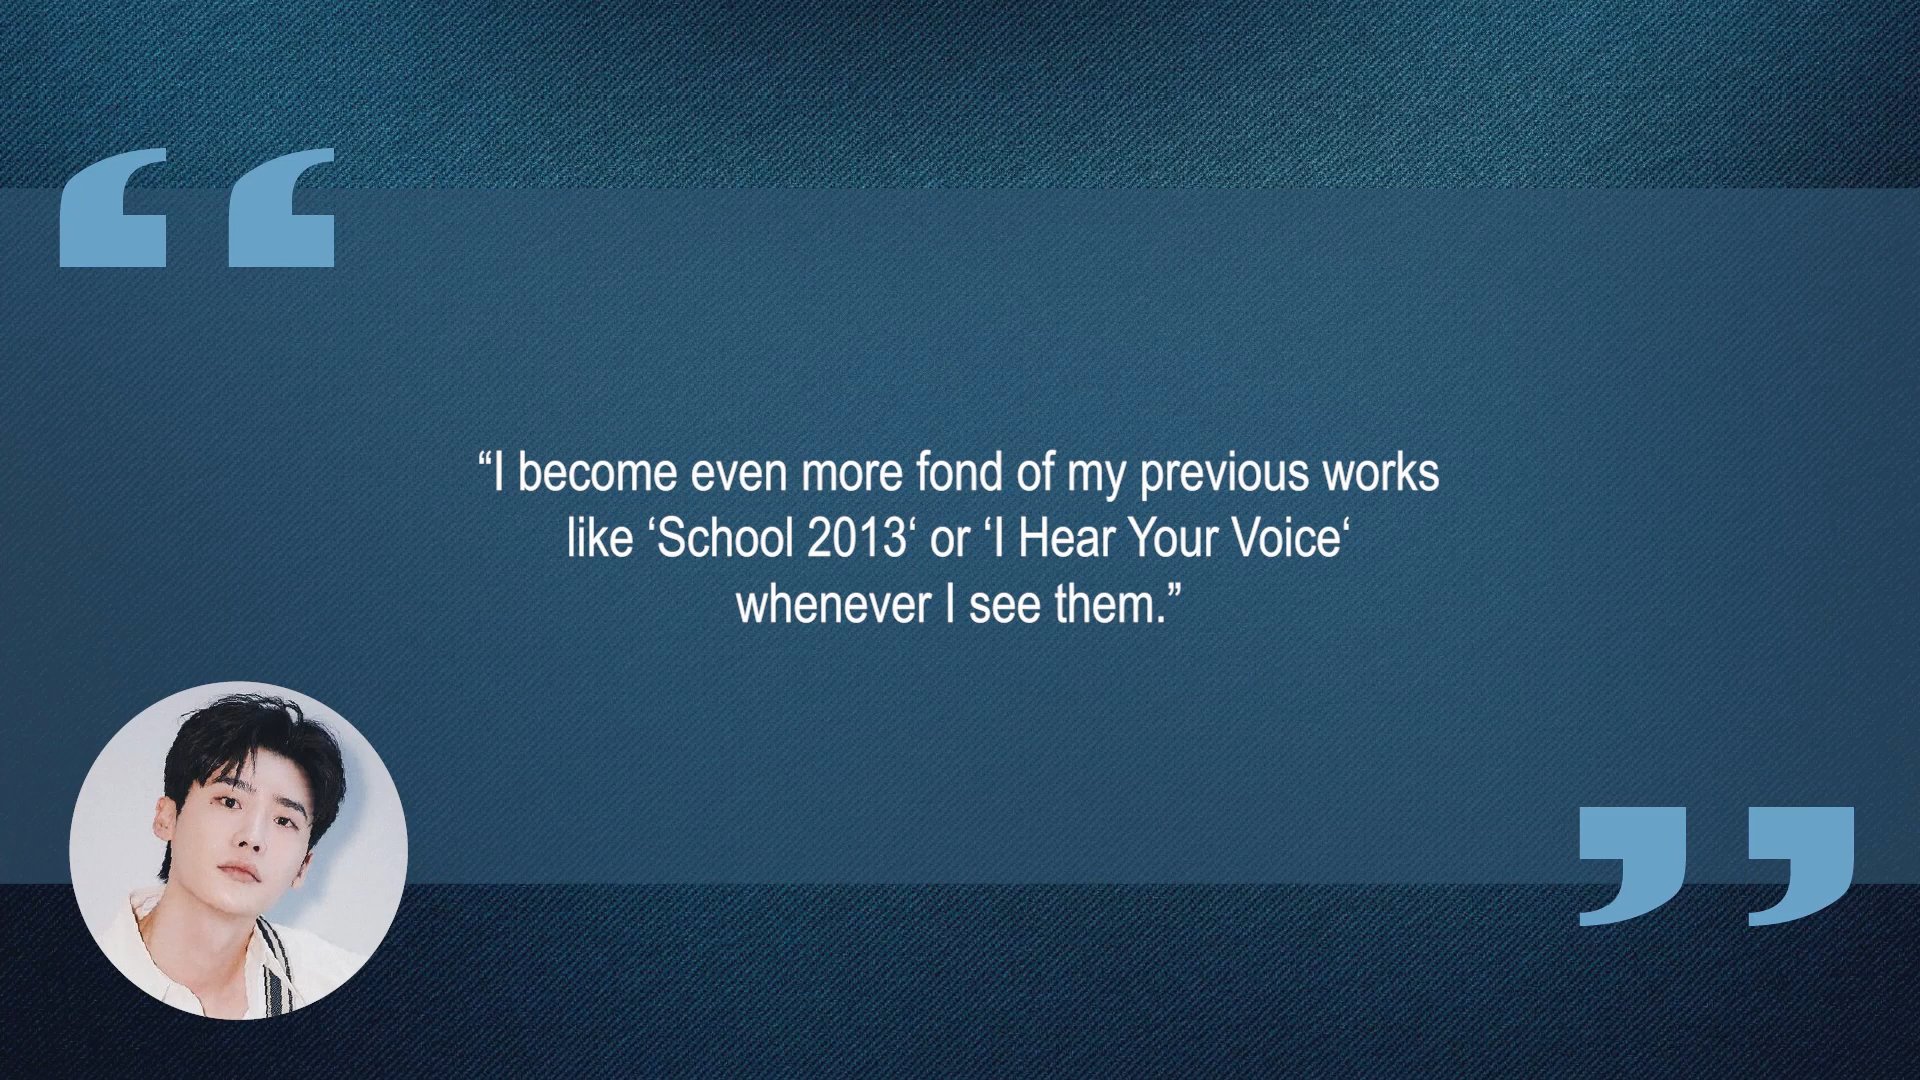 “I become even more fond of my previous works
like ‘School 2013‘ or ‘I Hear Your Voice‘
whenever I see them.”